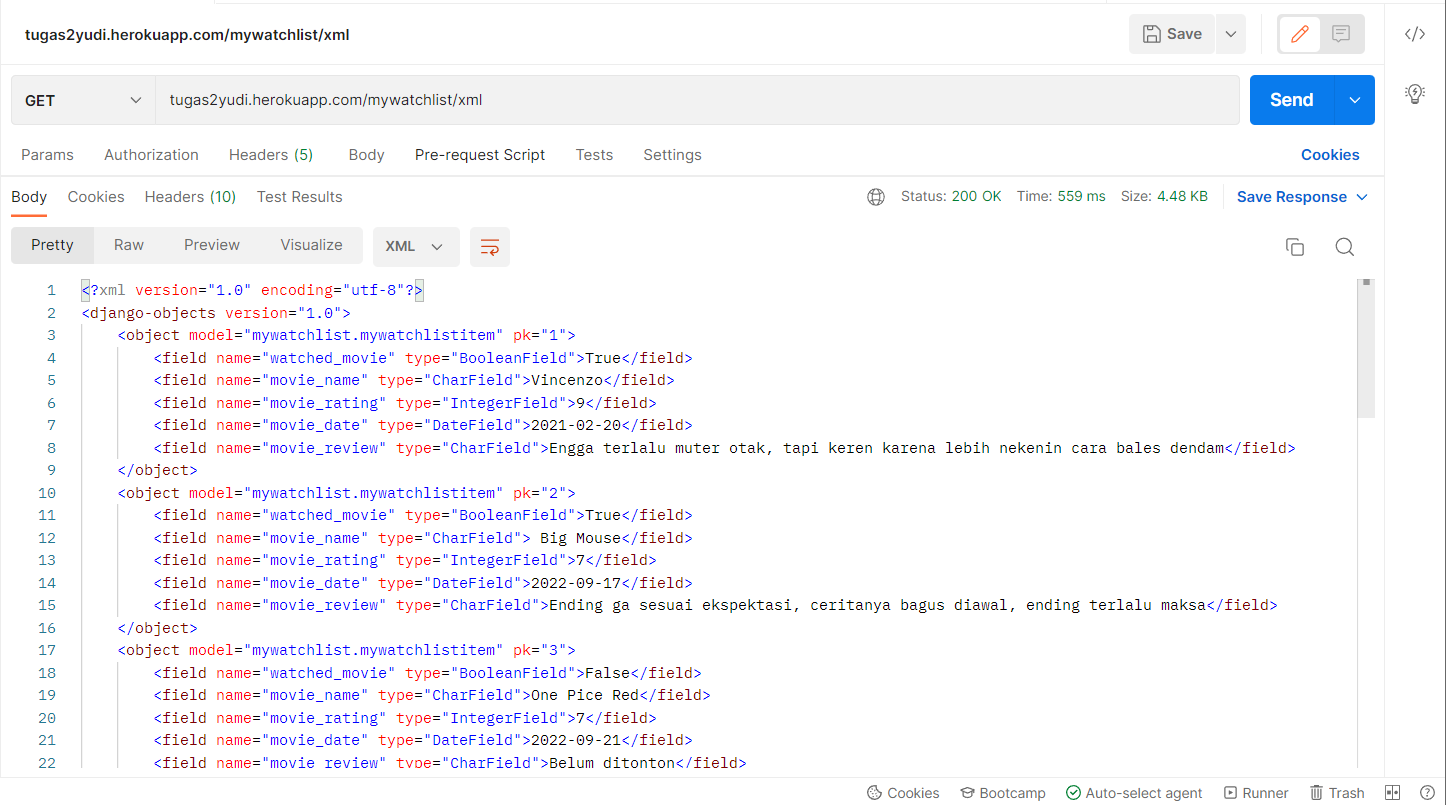 tugas2yudi.herokuapp.com/mywatchlist/xml
Save
GET
tugas2yudi.herokuapp.com/mywatchlist/xml
Send
Params Authorization Headers (5) Body Pre-request Script Tests Settings Cookies
Body Cookies Headers (10) Test Results Status: 200 OK Time: 559 ms Size: 4.48 KB Save Response
Pretty Raw Preview Visualize XML
1 <?xml version="1.0" encoding="utf-8"?>
2 <django-objects version="1.0">
3 <object model="mywatchlist.mywatchlistitem" pk="1">
4 <field name="watched_movie" type="BooleanField">True</field>
5 <field name="movie_name" type="CharField">Vincenzo</field>
6 <field name="movie_rating" type="IntegerField">9</field>
7 <field name="movie_date" type="DateField">2021-02-20</field>
8 <field name="movie_review" type="CharField">Engga terlalu muter otak, tapi keren karena lebih nekenin cara bales dendam</field>
9 </object>
10 <object model="mywatchlist.mywatchlistitem" pk="2">
11 <field name="watched_movie" type="BooleanField">True</field>
12 <field name="movie_name" type="CharField"> Big Mouse</field>
13 <field name="movie_rating" type="IntegerField">7</field>
14 <field name="movie_date" type="DateField">2022-09-17</field>
15 <field name="movie_review" type="CharField">Ending ga sesuai ekspektasi, ceritanya bagus diawal, ending terlalu maksa</field>
16 </object>
17 <object model="mywatchlist.mywatchlistitem" pk="3">
18 <field name="watched_movie" type="BooleanField">False</field>
19 <field name="movie_name" type="CharField">One Pice Red</field>
20 <field name="movie_rating" type="IntegerField">7</field>
21 <field name="movie_date" type="DateField">2022-09-21</field>
22 <field name="movie_review" type="CharField">Belum ditonton</field>
Cookies Bootcamp Auto-select agent Runner Trash